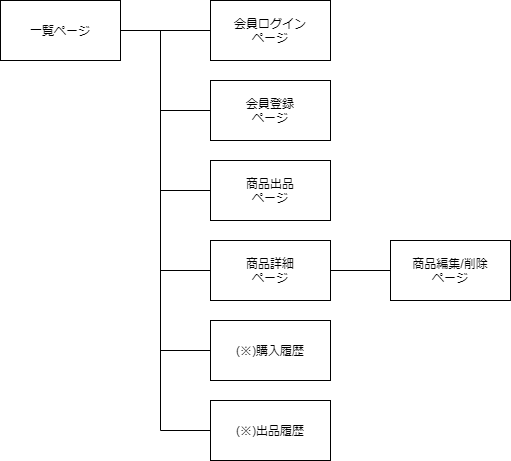 一覧ページ
会員ログイン
ページ
会員登録
ページ
商品出品
ページ
商品詳細
ページ
商品編集/削除
ページ
(※)購入履歴
(※)出品履歴